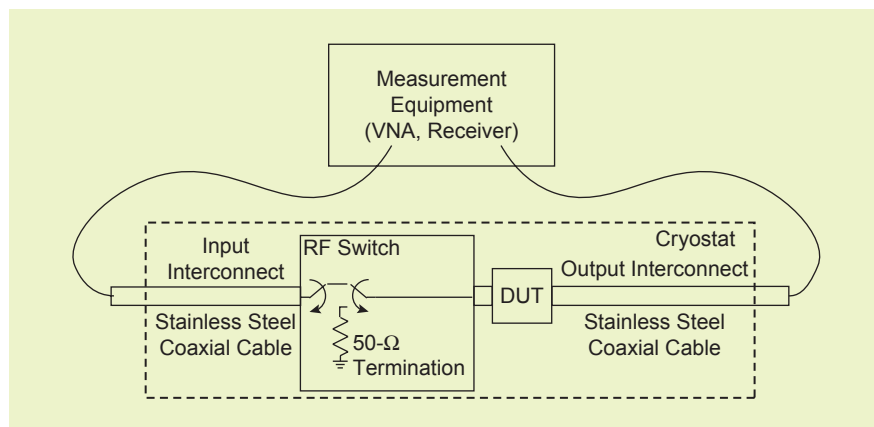 Measurement
Equipment
(VNA, Receiver)
Cryostat
Input
Interconnect
RF Switch
Output Interconnect
DUT
Stainless Steel
Coaxial Cable
50-Ω
Termination
Stainless Steel
Coaxial Cable